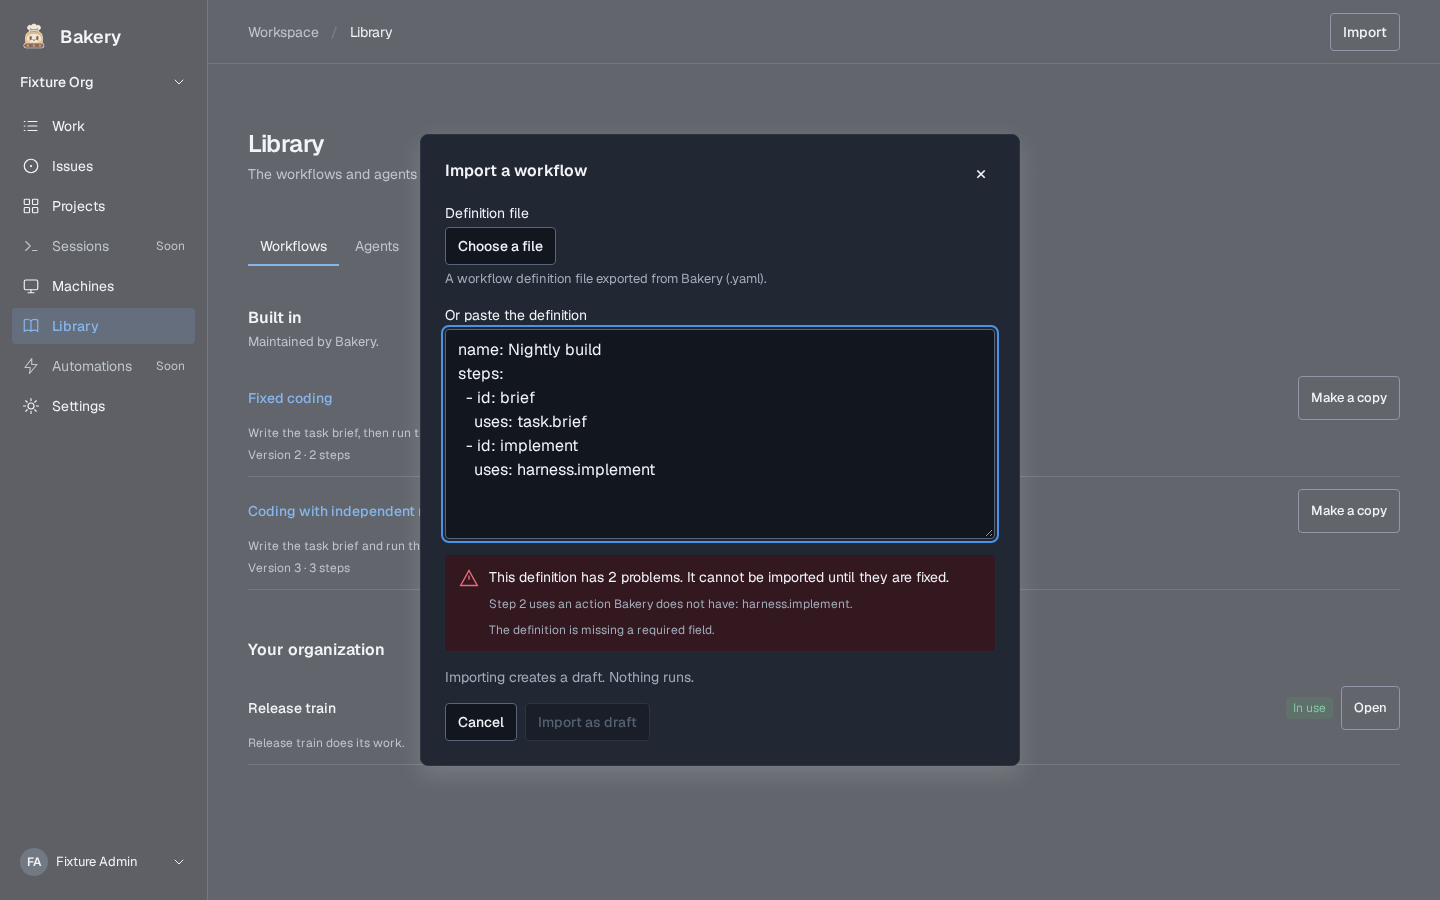 Bakery
Workspace / Library
Import
Fixture Org
Work
Issues
Projects
Sessions Soon
Machines
Library
Automations Soon
Settings
FA Fixture Admin
Library
The workflows and agents
Workflows Agents
Built in
Maintained by Bakery.
Fixed coding
Make a copy
Write the task brief, then run
Version 2 · 2 steps
Coding with independent
Make a copy
Write the task brief and run
Version 3 · 3 steps
Your organization
Release train
In use
Open
Release train does its work.
Import a workflow
Definition file
Choose a file
A workflow definition file exported from Bakery (.yaml).
Or paste the definition
name: Nightly build
steps:
- id: brief
uses: task.brief
- id: implement
uses: harness.implement
This definition has 2 problems. It cannot be imported until they are fixed.
Step 2 uses an action Bakery does not have: harness.implement.
The definition is missing a required field.
Importing creates a draft. Nothing runs.
Cancel
Import as draft